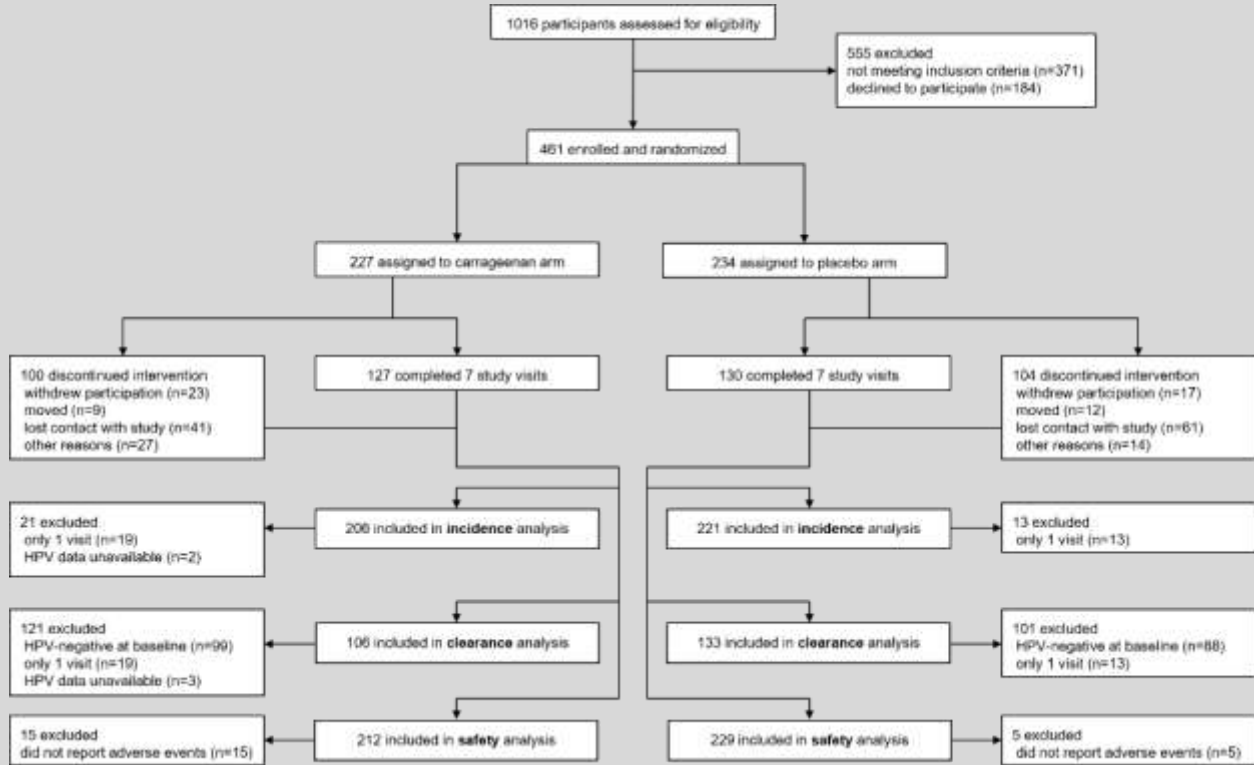 1016 participants assessed for eligibility
555 excluded
not meeting inclusion criteria (n=371)
declined to participate (n=184)
461 enrolled and randomized
227 assigned to carrageenan arm
234 assigned to placebo arm
100 discontinued intervention
withdrew participation (n=23)
moved (n=9)
lost contact with study (n=41)
other reasons (n=27)
127 completed 7 study visits
130 completed 7 study visits
104 discontinued intervention
withdrew participation (n=17)
moved (n=12)
lost contact with study (n=61)
other reasons (n=14)
21 excluded
only 1 visit (n=19)
HPV data unavailable (n=2)
206 included in incidence analysis
221 included in incidence analysis
13 excluded
only 1 visit (n=13)
121 excluded
HPV-negative at baseline (n=99)
only 1 visit (n=19)
HPV data unavailable (n=3)
106 included in clearance analysis
133 included in clearance analysis
101 excluded
HPV-negative at baseline (n=88)
only 1 visit (n=13)
15 excluded
did not report adverse events (n=15)
212 included in safety analysis
229 included in safety analysis
5 excluded
did not report adverse events (n=5)